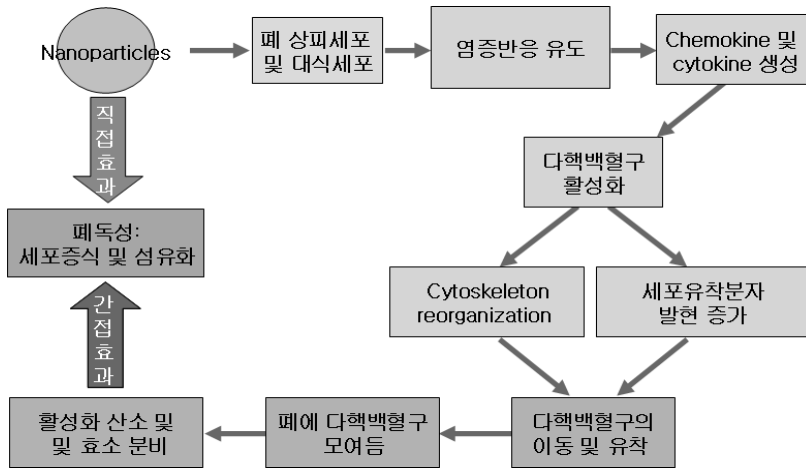 Nanoparticles
폐 상피세포
및 대식세포
염증반응 유도
Chemokine 및
cytokine 생성
직접효과
다핵백혈구
활성화
폐독성:
세포증식 및 섬유화
Cytoskeleton
reorganization
세포유착분자
발현 증가
간접효과
활성화 산소 및
및 효소 분비
폐에 다핵백혈구
모여듬
다핵백혈구의
이동 및 유착